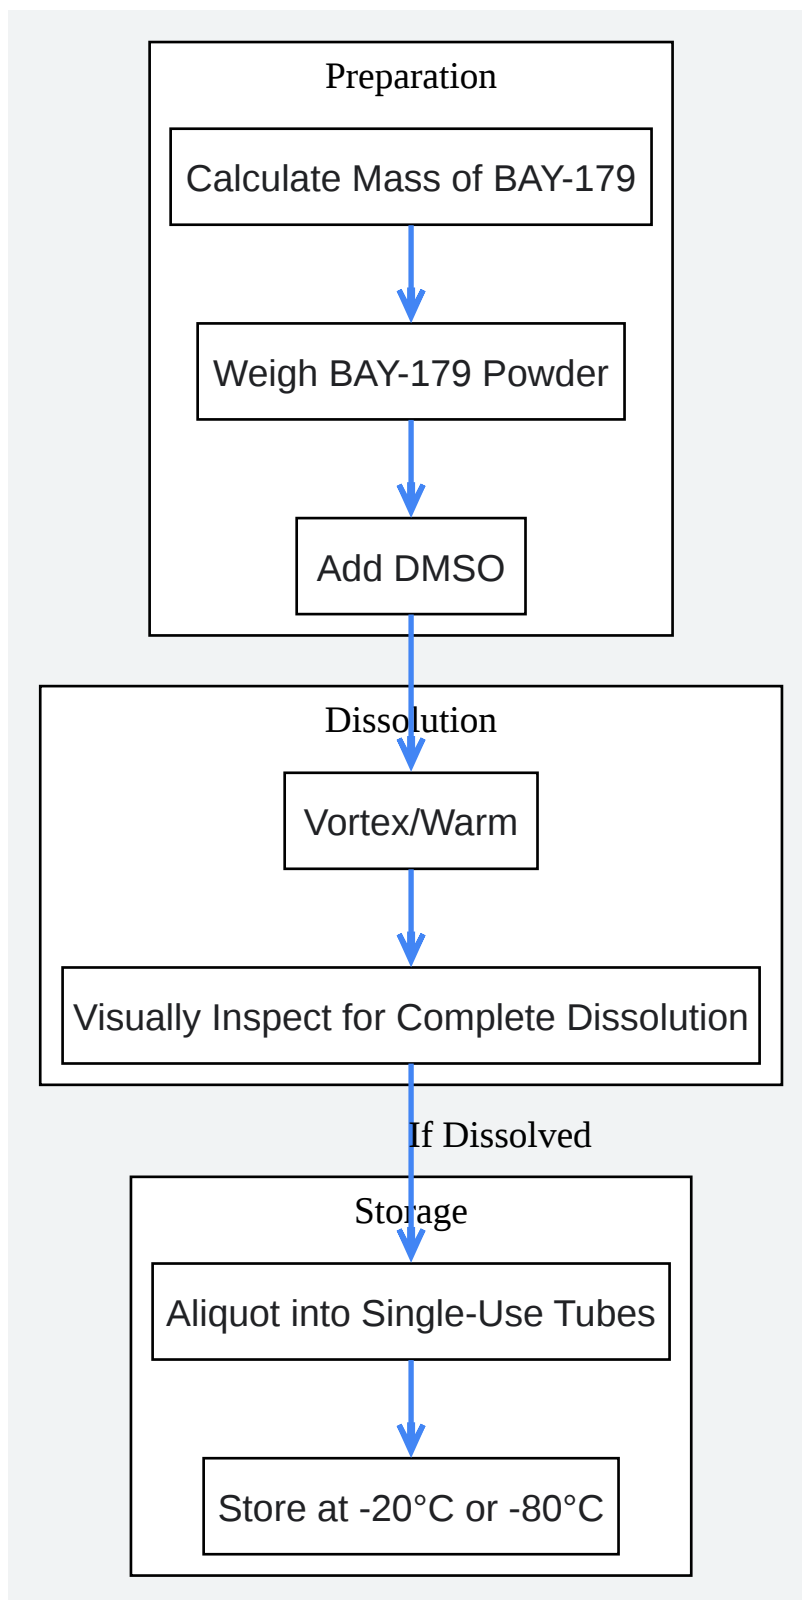 Preparation
Calculate Mass of BAY-179
Weigh BAY-179 Powder
Add DMSO
Dissolution
Vortex/Warm
Visually Inspect for Complete Dissolution
If Dissolved
Storage
Aliquot into Single-Use Tubes
Store at -20°C or -80°C